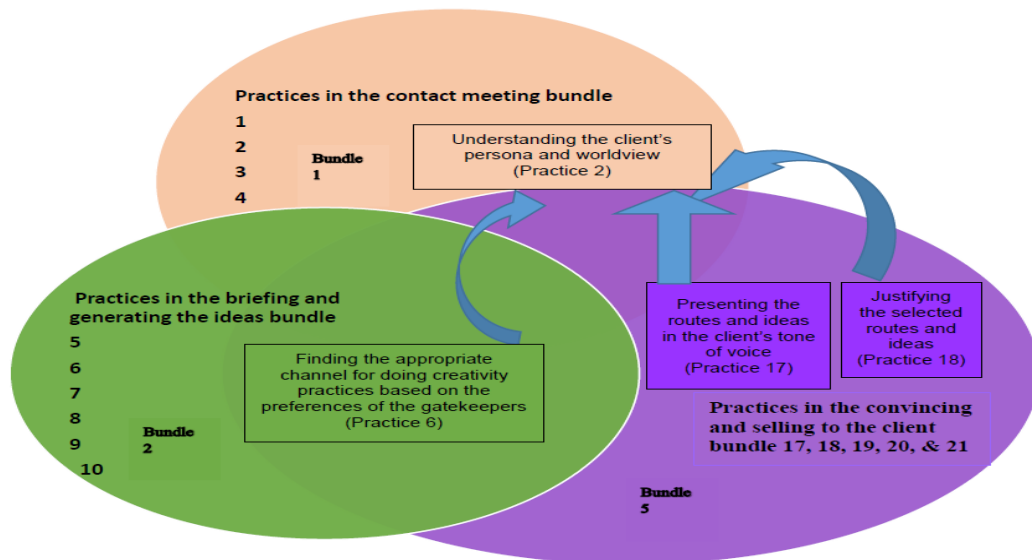 Practices in the contact meeting bundle
1
2
3
4
Bundle
1
Understanding the client's
persona and worldview
(Practice 2)
Practices in the briefing and
generating the ideas bundle
5
6
7
8
9
10
Bundle
2
Finding the appropriate
channel for doing creativity
practices based on the
preferences of the gatekeepers
(Practice 6)
Presenting the
routes and ideas
in the client's tone
of voice
(Practice 17)
Justifying
the selected
routes and
ideas
(Practice 18)
Practices in the convincing
and selling to the client
bundle 17, 18, 19, 20, & 21
Bundle
5